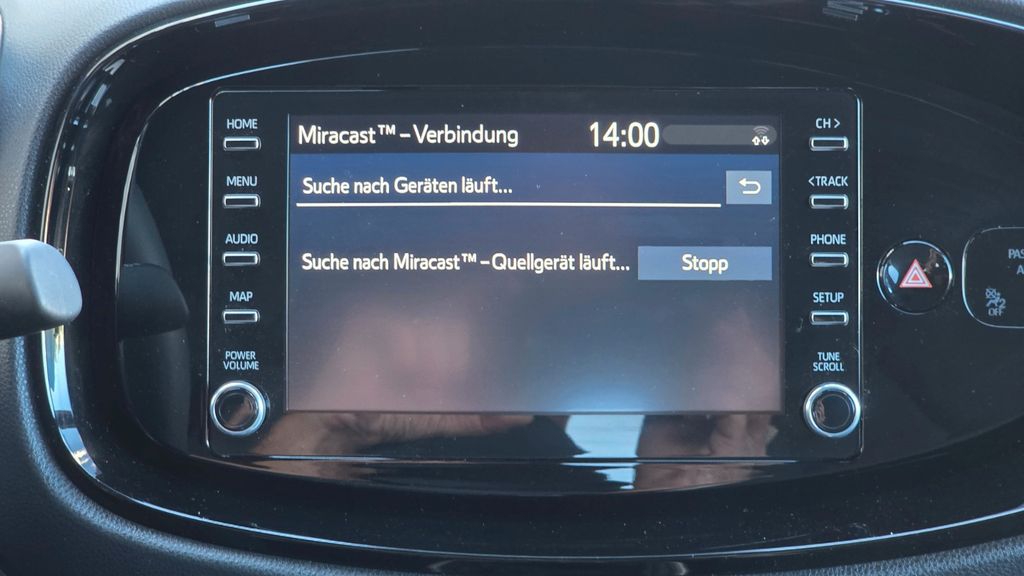 HOME
MENU
AUDIO
MAP
POWER
VOLUME
Miracast™-Verbindung 14:00
Suche nach Geräten läuft...
Suche nach Miracast™-Quellgerät läuft... Stopp
CH >
<TRACK
PHONE
SETUP
TUNE
SCROLL
OFF